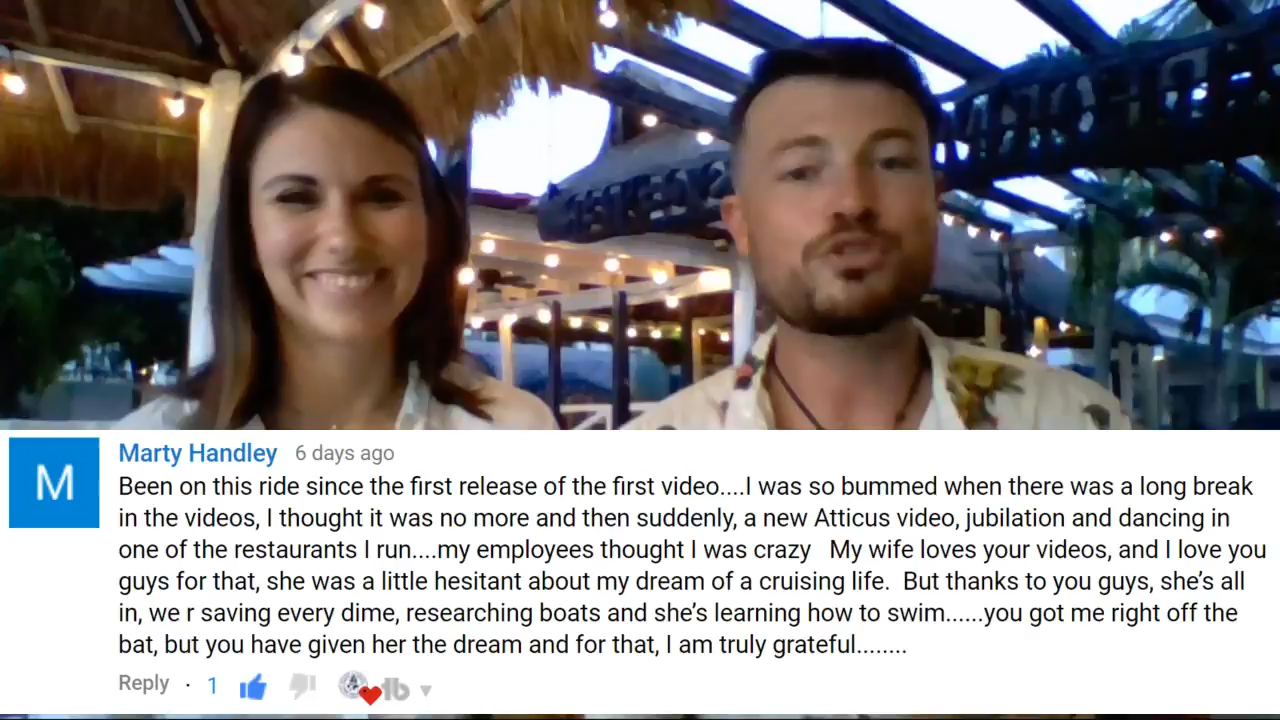 Marty Handley 6 days ago
Been on this ride since the first release of the first video....I was so bummed when there was a long break
in the videos, I thought it was no more and then suddenly, a new Atticus video, jubilation and dancing in
one of the restaurants I run....my employees thought I was crazy My wife loves your videos, and I love you
guys for that, she was a little hesitant about my dream of a cruising life. But thanks to you guys, she's all
in, we r saving every dime, researching boats and she's learning how to swim......you got me right off the
bat, but you have given her the dream and for that, I am truly grateful........
Reply · 1
M